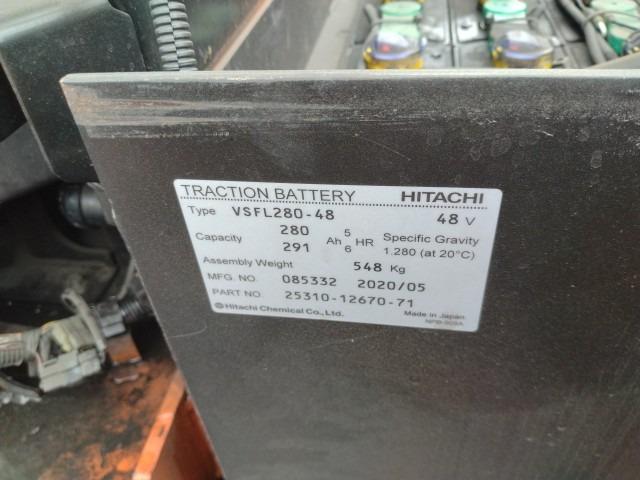 TRACTION BATTERY HITACHI
Type VSFL280-48 48 V
Capacity 280 5
291 Ah 6 HR Specific Gravity
1.280 (at 20°C)
Assembly Weight 548 Kg
MFG. NO. 085332 2020/05
PART NO. 25310-12670-71
Hitachi Chemical Co., Ltd. Made in Japan